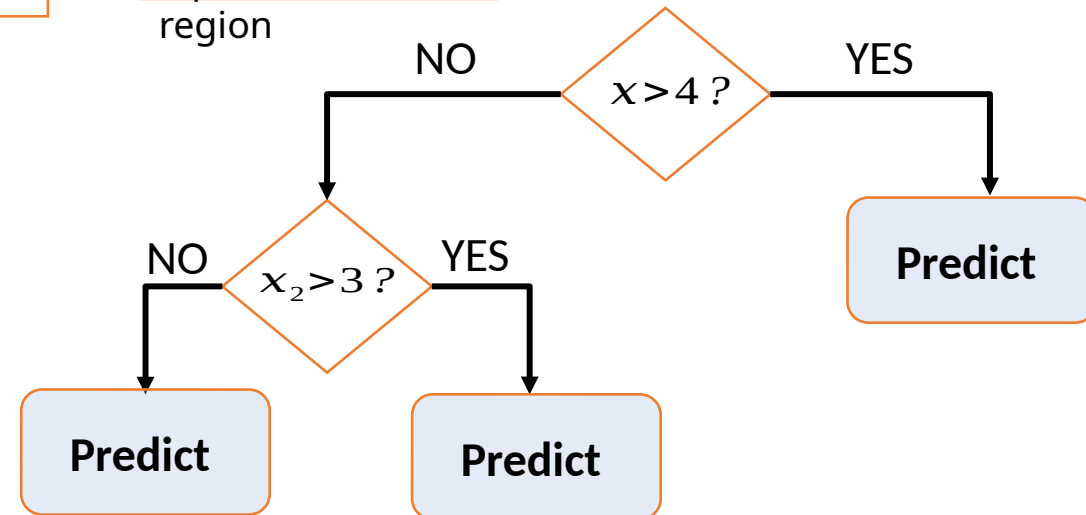 region
NO
YES
x>4 ?
NO
YES
x₂>3 ?
Predict
Predict
Predict